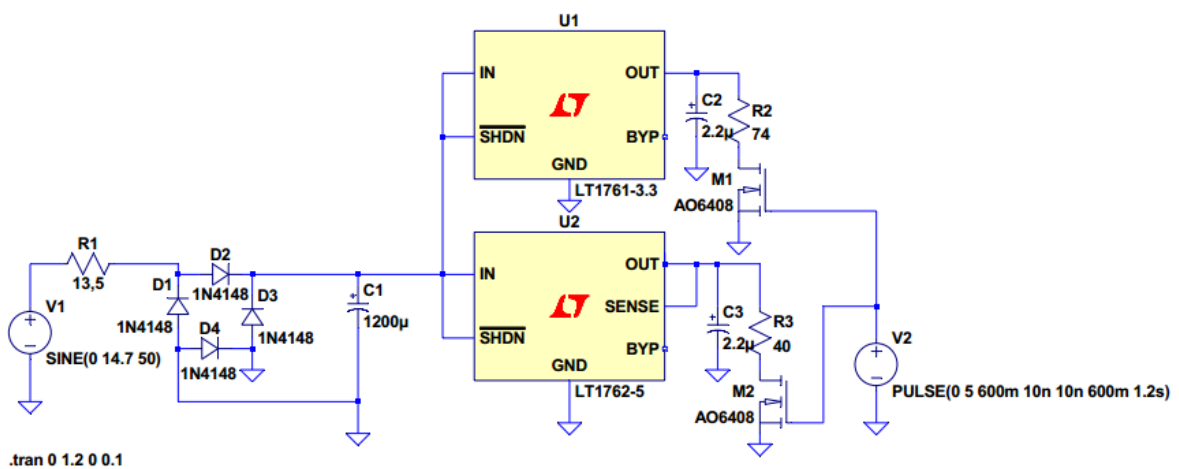 U1
IN
OUT
C2
R2
2.2µ
74
SHDN
BYP
GND
M1
LT1761-3.3
AO6408
U2
R1
D2
IN
OUT
13,5
D1
1N4148
D3
C1
SENSE
C3
R3
V1
1N4148
D4
1N4148
1200µ
2.2µ
40
V2
SHDN
BYP
SINE(0 14.7 50)
1N4148
GND
M2
PULSE(0 5 600m 10n 10n 600m 1.2s)
LT1762-5
AO6408
.tran 0 1.2 0 0.1